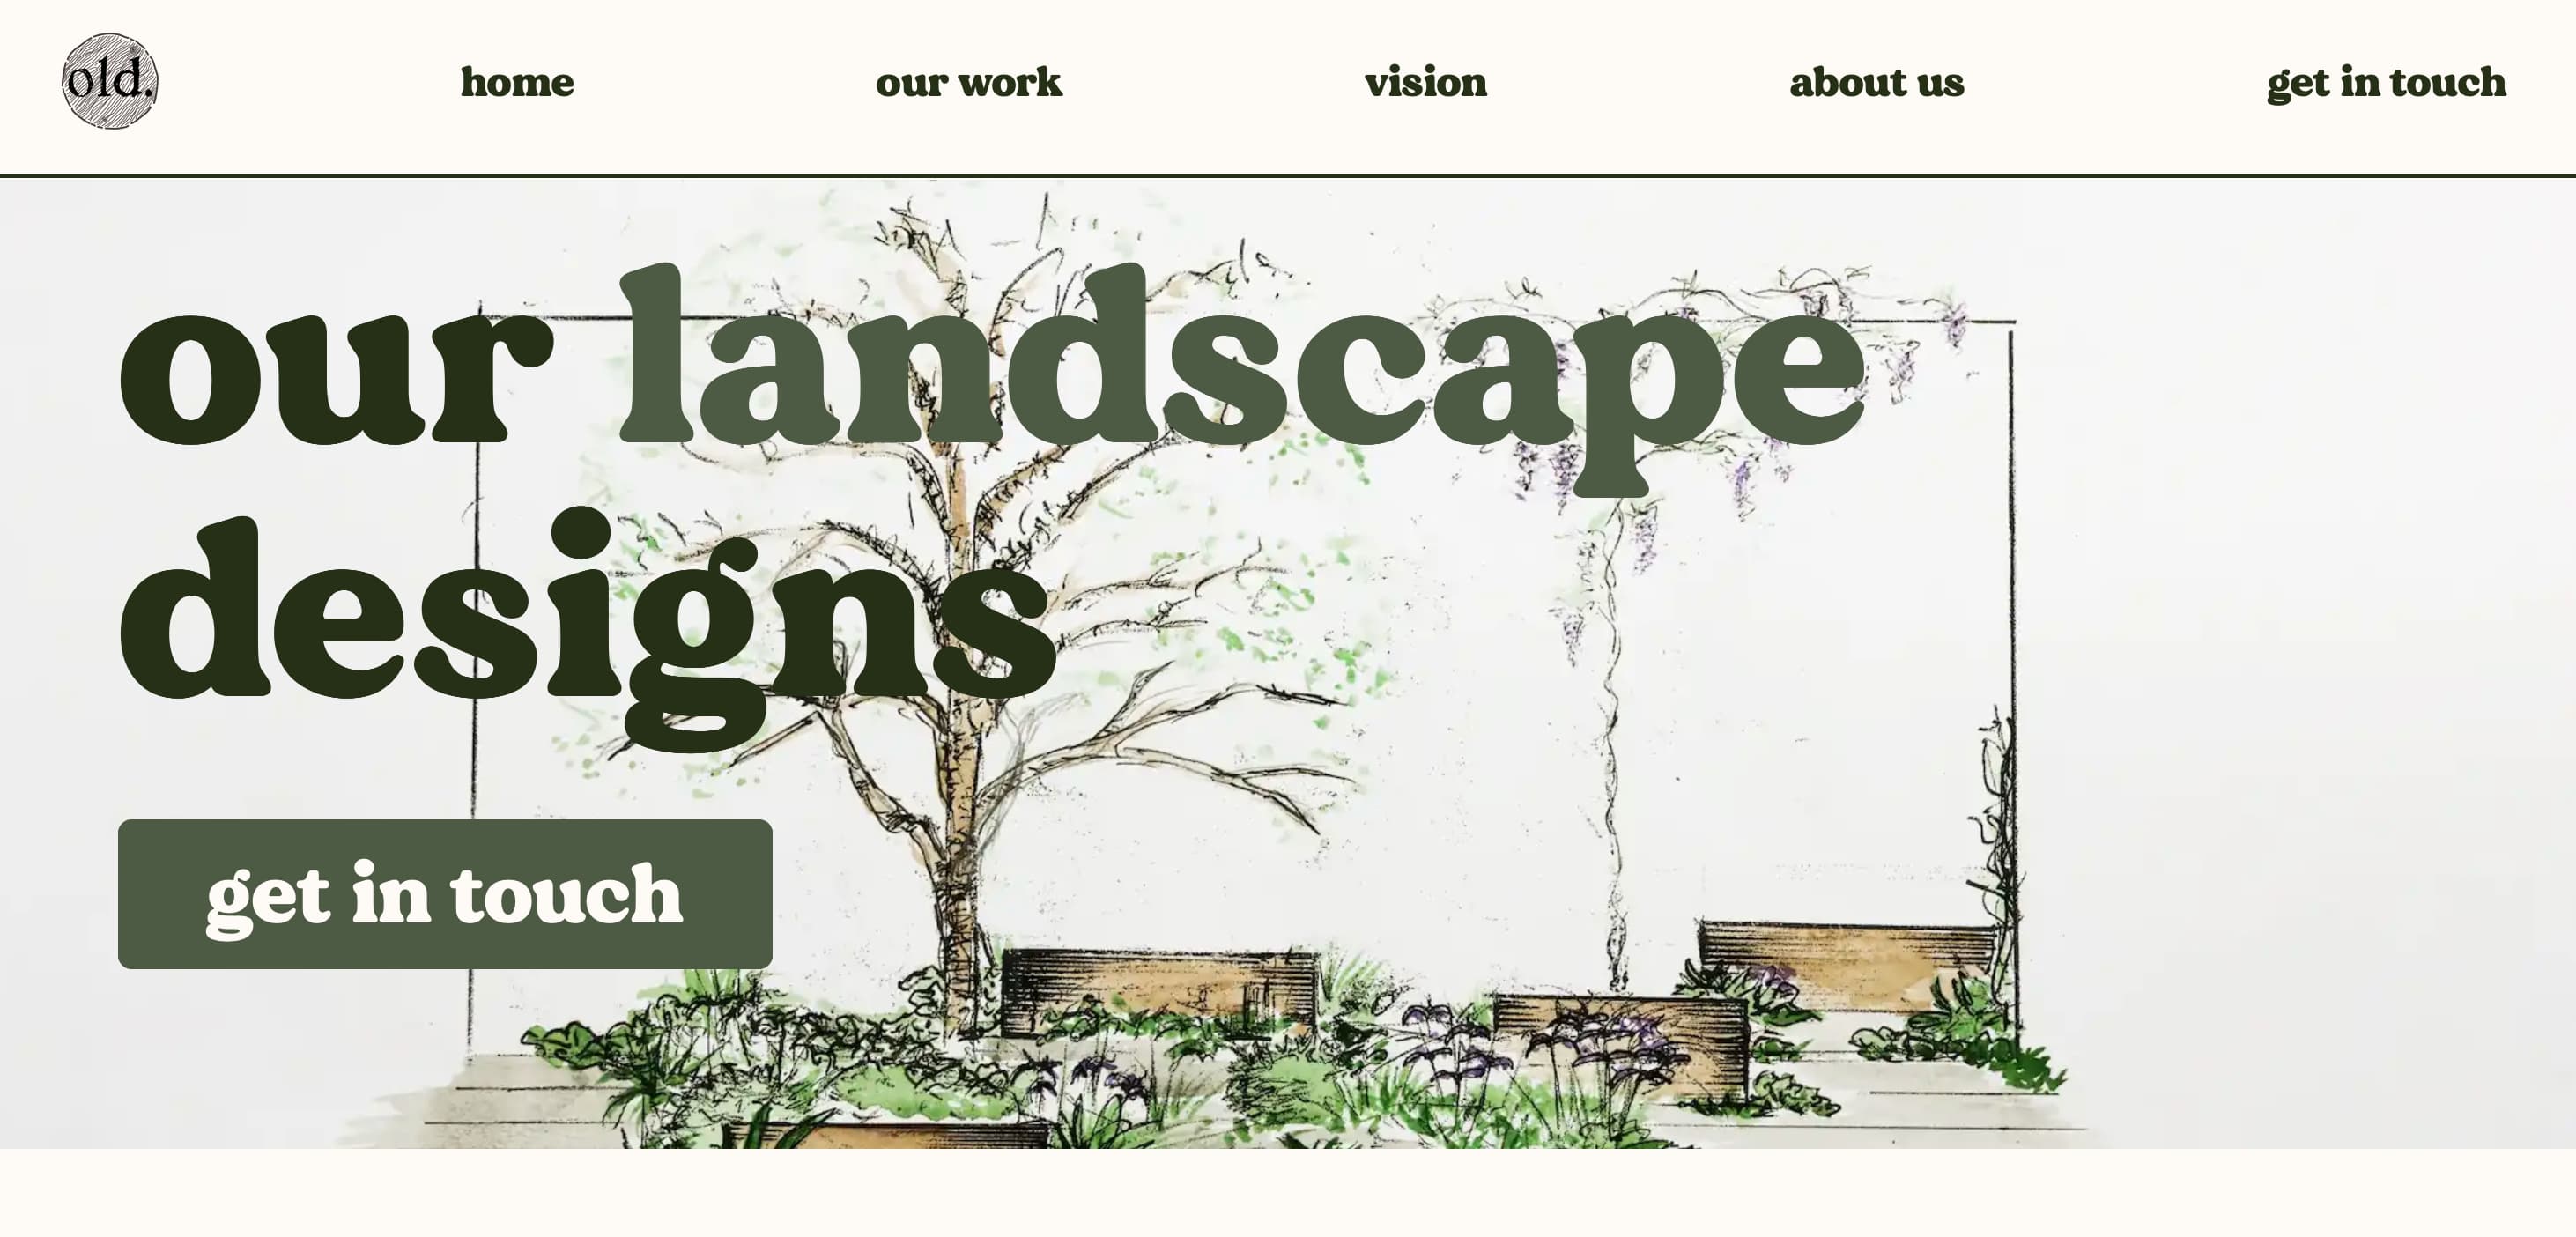 old.
home
our work
vision
about us
get in touch
our landscape
designs
get in touch